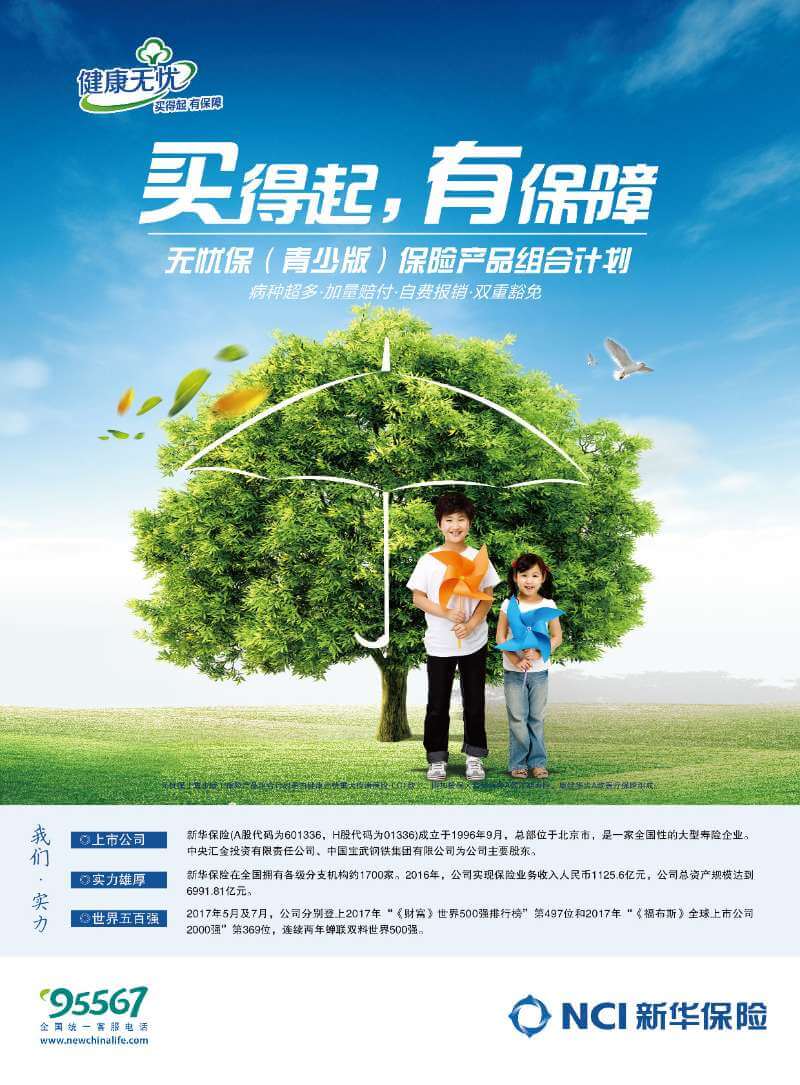 健康无忧
买得起 有保障
买得起，有保障
无忧保（青少版）保险产品组合计划
病种超多·加量赔付·自费报销·双重豁免
我们·实力
◎上市公司
新华保险(A股代码为601336，H股代码为01336)成立于1996年9月，总部位于北京市，是一家全国性的大型寿险企业。
中央汇金投资有限责任公司、中国宝武钢铁集团有限公司为公司主要股东。
◎实力雄厚
新华保险在全国拥有各级分支机构约1700家。2016年，公司实现保险业务收入人民币1125.6亿元，公司总资产规模达到
6991.81亿元。
◎世界五百强
2017年5月及7月，公司分别登上2017年“《财富》世界500强排行榜”第497位和2017年“《福布斯》全球上市公司
2000强”第369位，连续两年蝉联双料世界500强。
95567
全国统一客服电话
www.newchinalife.com
NCI 新华保险